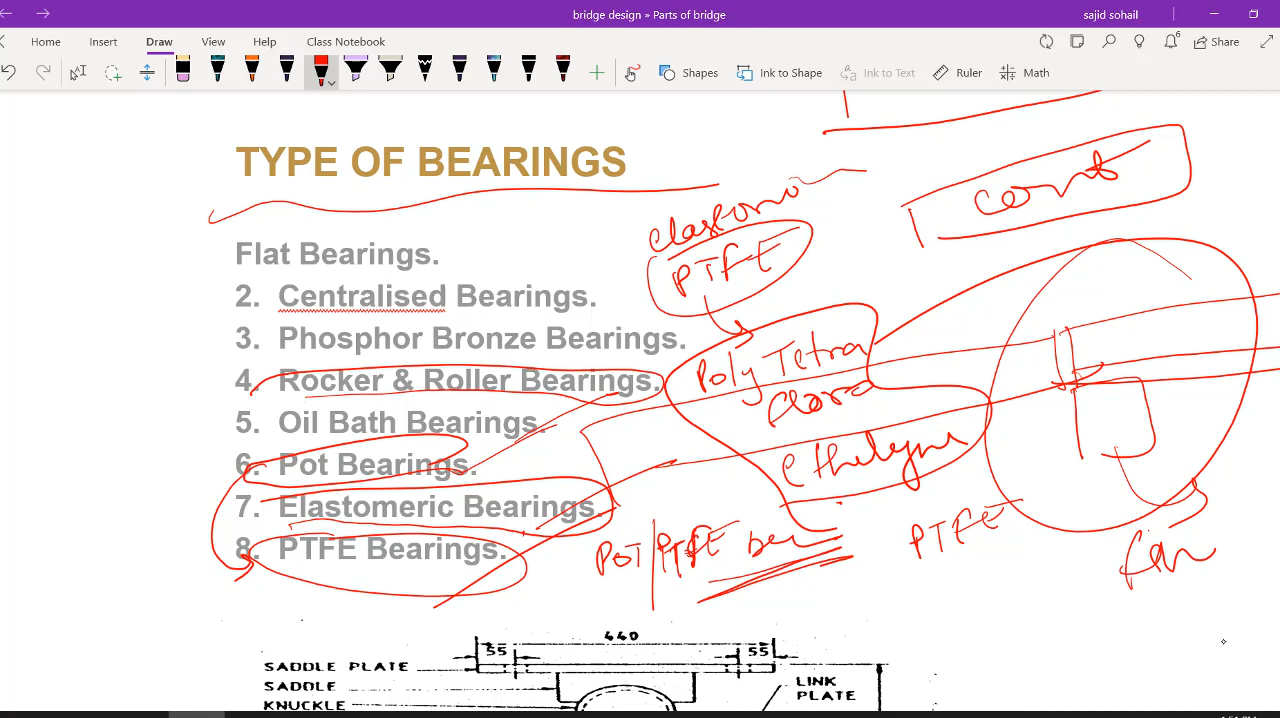 bridge design » Parts of bridge
sajid sohail
Home Insert Draw View Help Class Notebook
Share
Shapes Ink to Shape Ink to Text Ruler Math
TYPE OF BEARINGS
Flat Bearings.
2. Centralised Bearings.
3. Phosphor Bronze Bearings.
4. Rocker & Roller Bearings.
5. Oil Bath Bearings.
6. Pot Bearings.
7. Elastomeric Bearings.
8. PTFE Bearings.
PTFE
Poly Tetra
Ethelyne
POT/PTFE
PTFE
440
55 55
SADDLE PLATE
SADDLE
KNUCKLE
LINK
PLATE